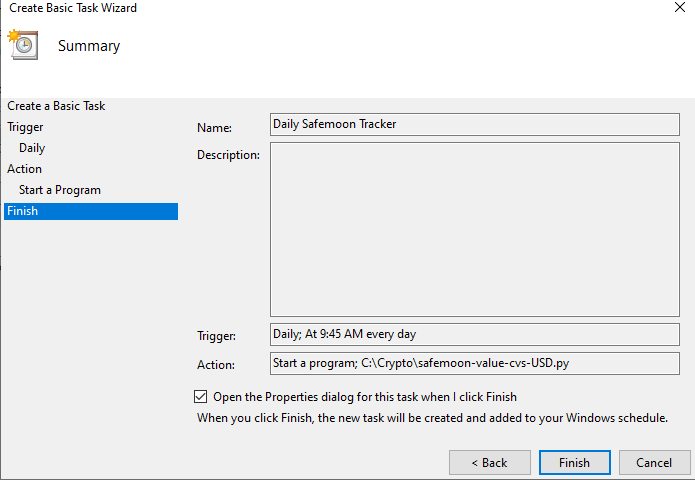 Create Basic Task Wizard
Summary
Create a Basic Task
Trigger
Daily
Action
Start a Program
Finish
Name:
Daily Safemoon Tracker
Description:
Trigger:
Daily; At 9:45 AM every day
Action:
Start a program; C:\Crypto\safemoon-value-cvs-USD.py
Open the Properties dialog for this task when I click Finish
When you click Finish, the new task will be created and added to your Windows schedule.
< Back
Finish
Cancel